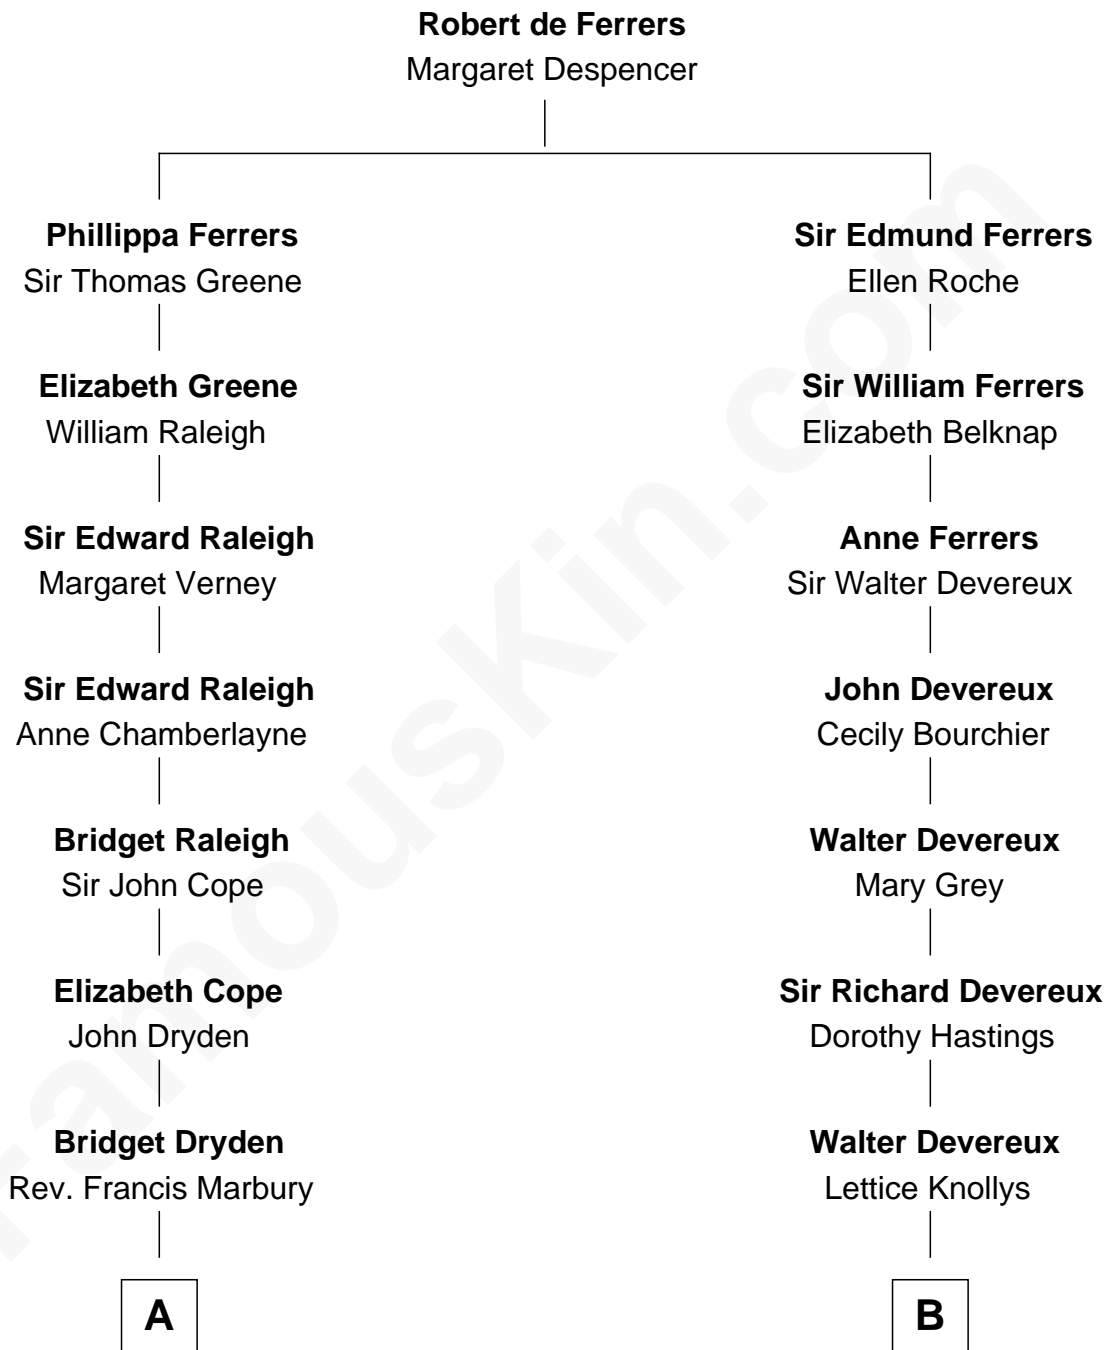 Robert de Ferrers
Margaret Despencer
Phillippa Ferrers
Sir Thomas Greene
Sir Edmund Ferrers
Ellen Roche
Elizabeth Greene
William Raleigh
Sir William Ferrers
Elizabeth Belknap
Sir Edward Raleigh
Margaret Verney
Anne Ferrers
Sir Walter Devereux
Sir Edward Raleigh
Anne Chamberlayne
John Devereux
Cecily Bourchier
Bridget Raleigh
Sir John Cope
Walter Devereux
Mary Grey
Elizabeth Cope
John Dryden
Sir Richard Devereux
Dorothy Hastings
Bridget Dryden
Rev. Francis Marbury
Walter Devereux
Lettice Knollys
A
B
famouskin.com